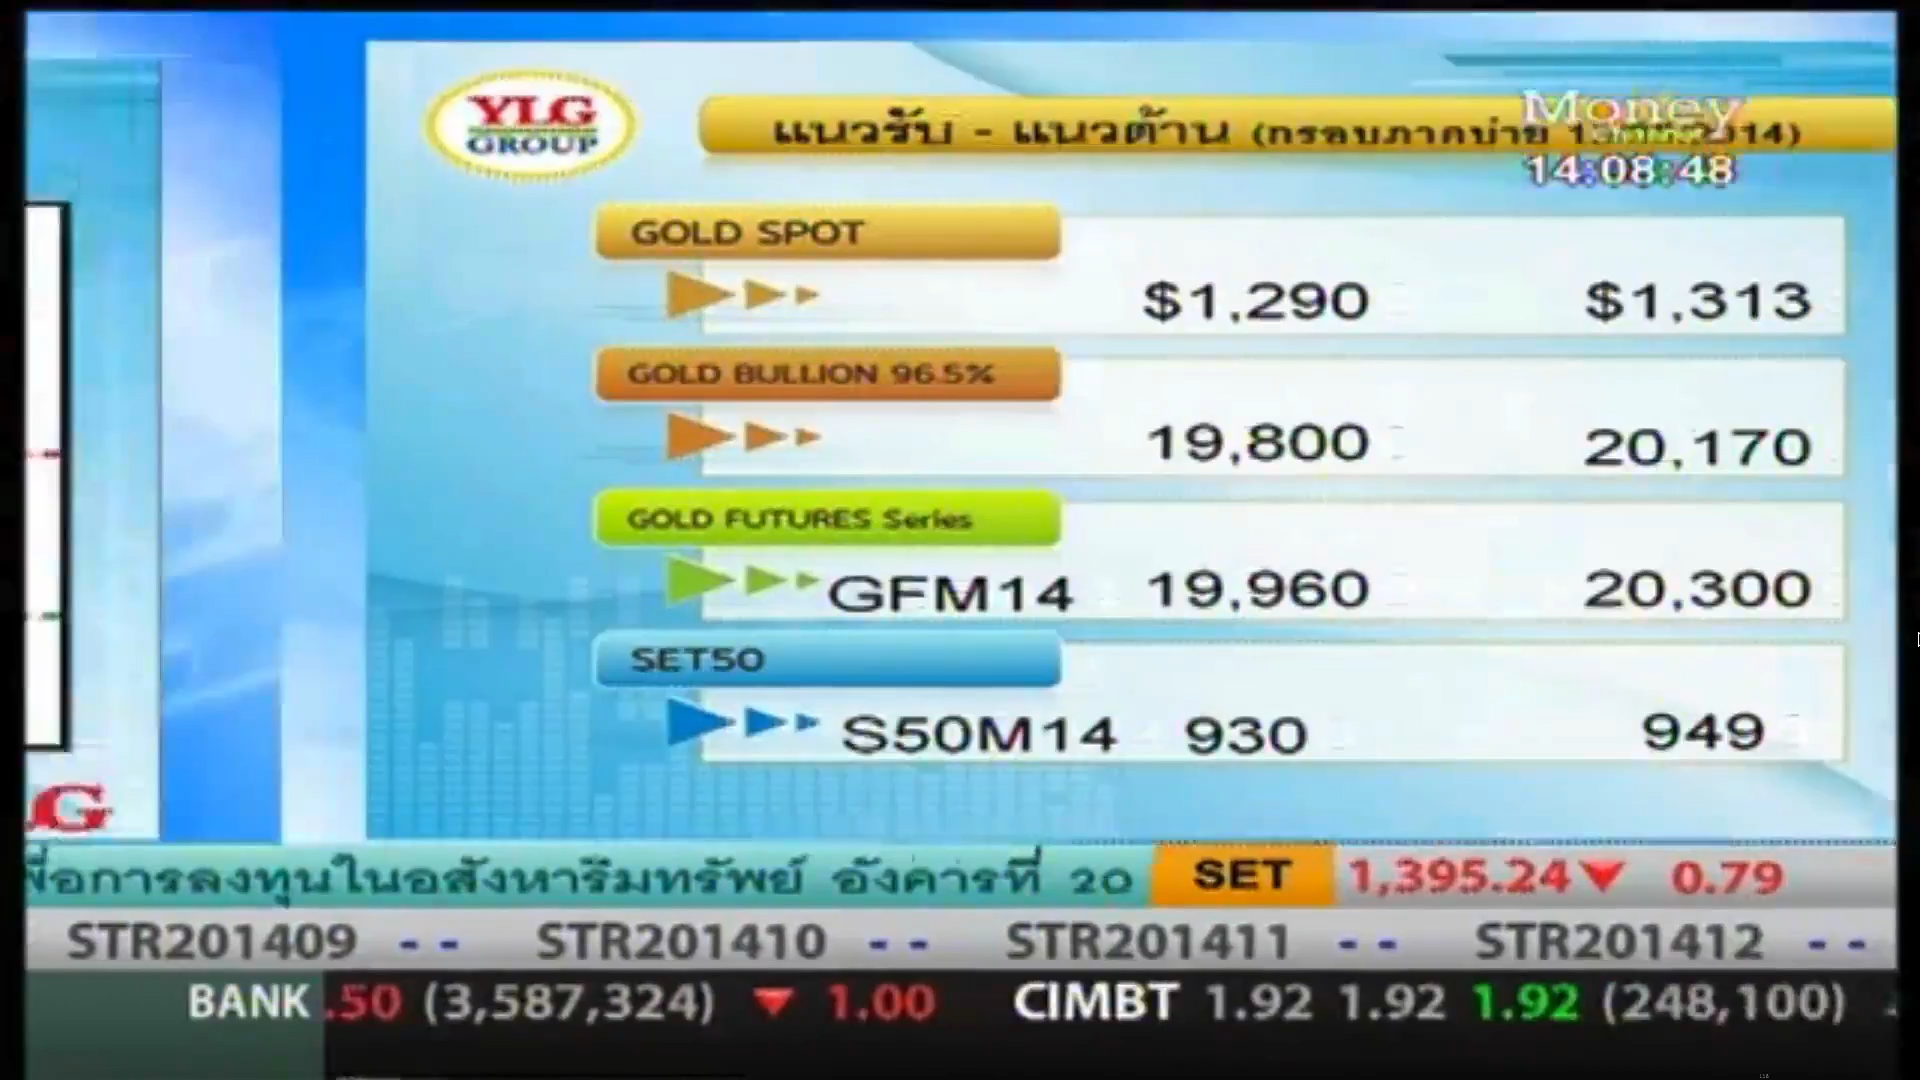 YLG
GROUP
แนวรับ - แนวต้าน (กรอบภาคบ่าย
Money
14:08:48
GOLD SPOT
$1,290 $1,313
GOLD BULLION 96.5%
19,800 20,170
GOLD FUTURES Series
GFM14 19,960 20,300
SET50
S50M14 930 949
G
พื่อการลงทุนในอสังหาริมทรัพย์ อังคารที่ 20 SET 1,395.24 ▼ 0.79
STR201409 - - STR201410 - - STR201411 - - STR201412 - -
BANK .50 (3,587,324) ▼ 1.00 CIMBT 1.92 1.92 1.92 (248,100)